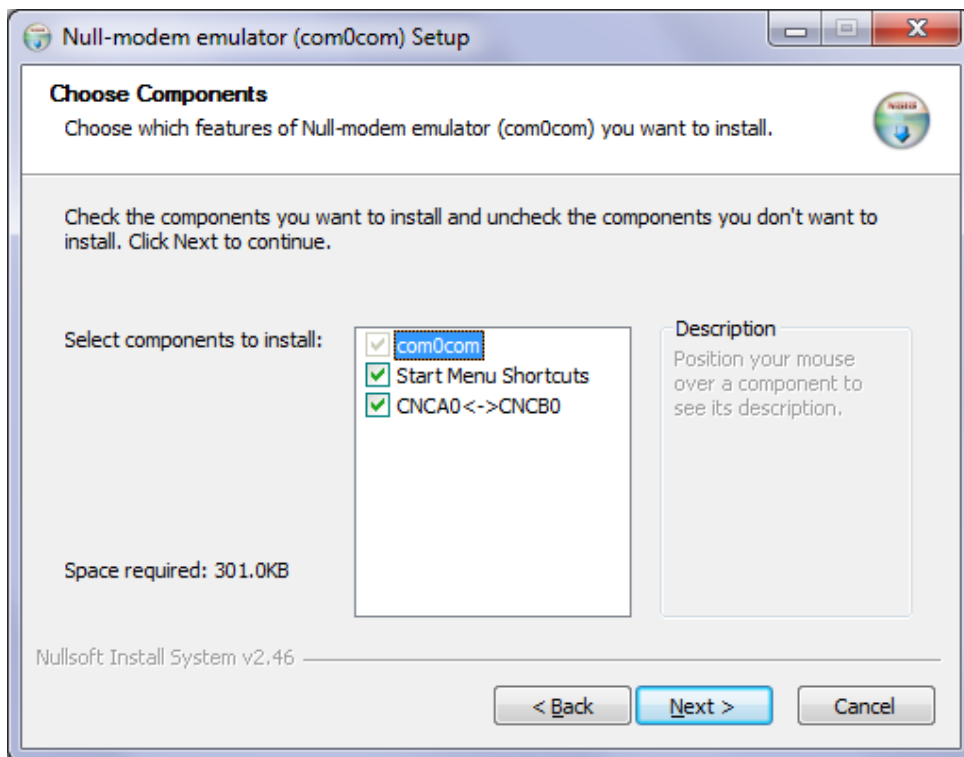 Null-modem emulator (com0com) Setup
Choose Components
Choose which features of Null-modem emulator (com0com) you want to install.
Check the components you want to install and uncheck the components you don't want to
install. Click Next to continue.
Select components to install:
com0com
Start Menu Shortcuts
CNCA0<->CNCB0
Description
Position your mouse
over a component to
see its description.
Space required: 301.0KB
Nullsoft Install System v2.46
< Back
Next >
Cancel